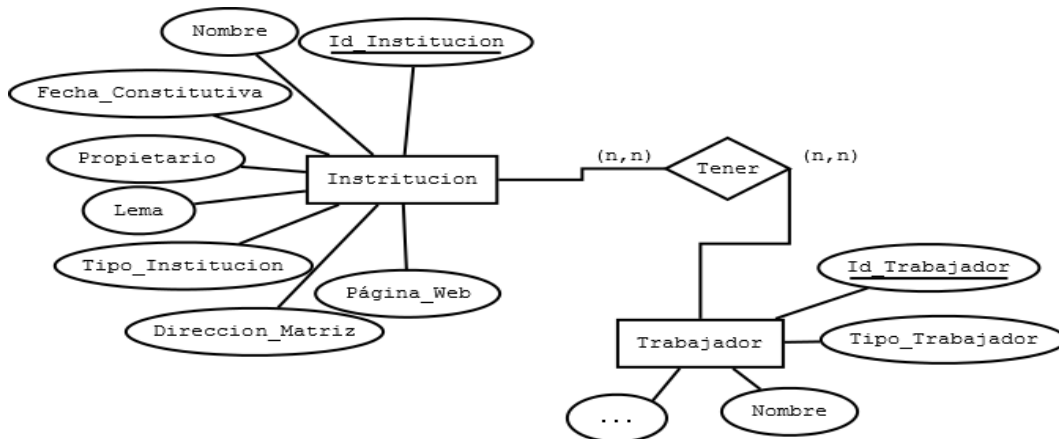 Nombre
Id_Institucion
Fecha_Constitutiva
Propietario
Lema
Tipo_Institucion
Direccion_Matriz
Página_Web
Instritucion
(n,n)
Tener
(n,n)
Id_Trabajador
Tipo_Trabajador
Trabajador
...
Nombre